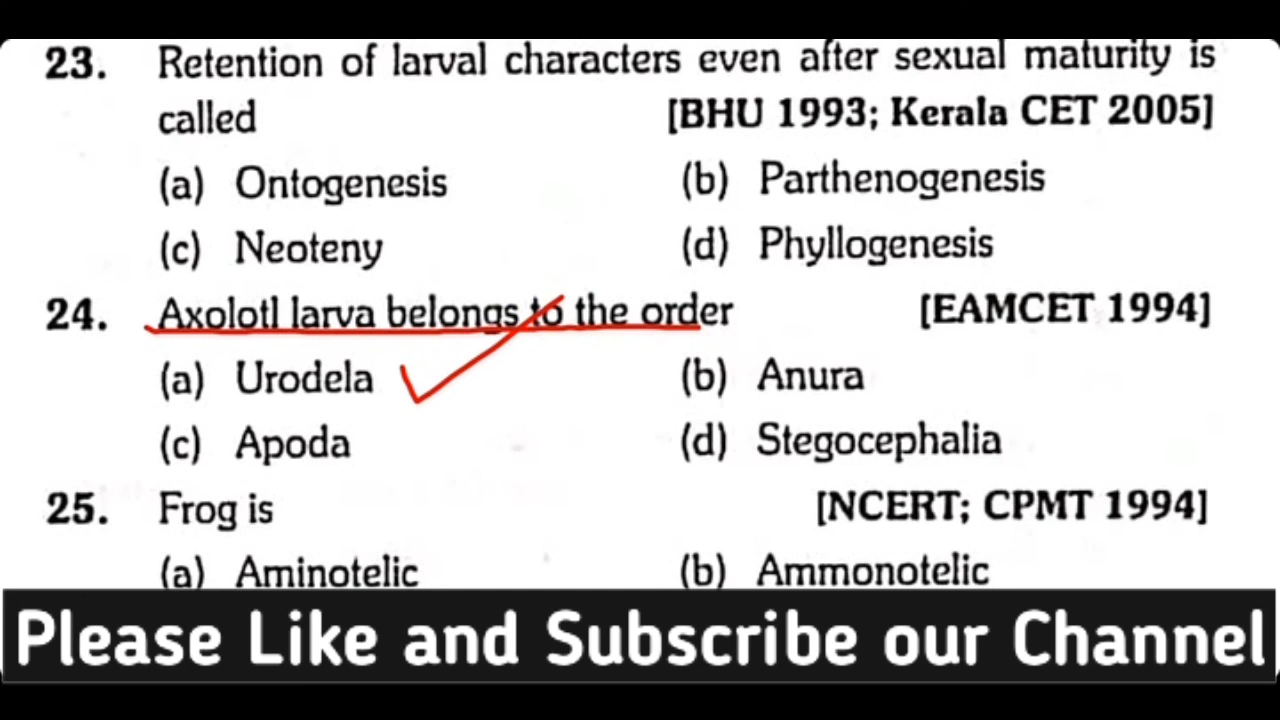 23. Retention of larval characters even after sexual maturity is
called [BHU 1993; Kerala CET 2005]
(a) Ontogenesis (b) Parthenogenesis
(c) Neoteny (d) Phyllogenesis
24. Axolotl larva belongs to the order [EAMCET 1994]
(a) Urodela (b) Anura
(c) Apoda (d) Stegocephalia
25. Frog is [NCERT; CPMT 1994]
(a) Aminotelic (b) Ammonotelic
Please Like and Subscribe our Channel